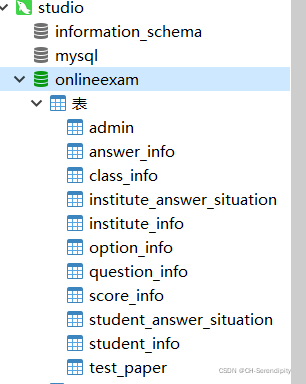 studio
information_schema
mysql
onlineexam
表
admin
answer_info
class_info
institute_answer_situation
institute_info
option_info
question_info
score_info
student_answer_situation
student_info
test_paper
CSDN @CH-Serendipity